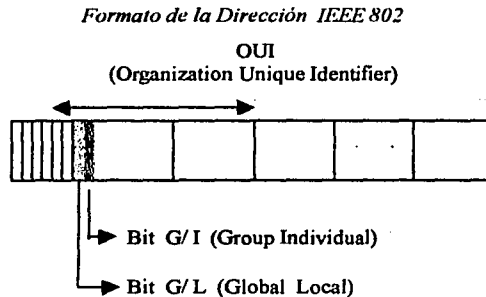 Formato de la Dirección IEEE 802
OUI
(Organization Unique Identifier)
Bit G/I (Group Individual)
Bit G/L (Global Local)